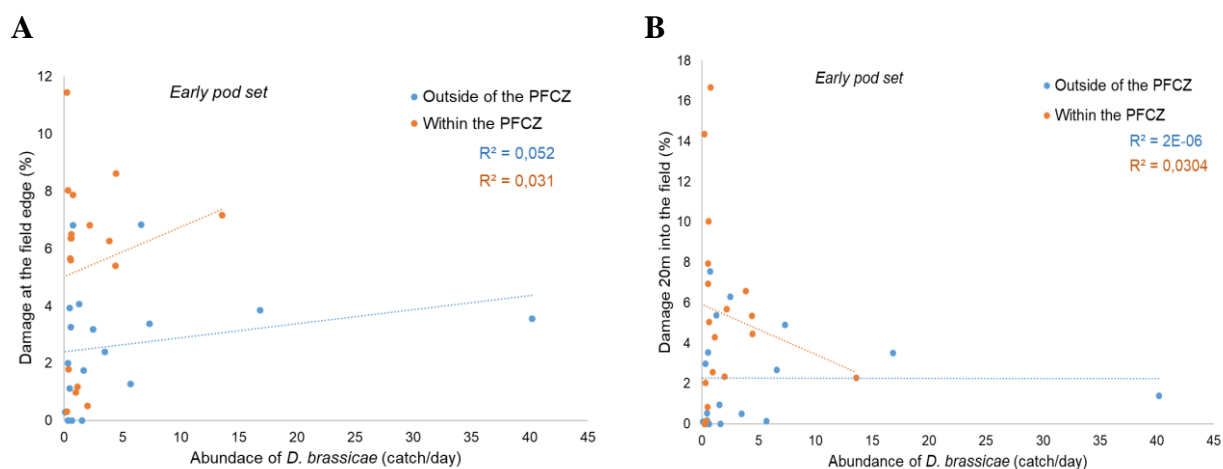 A
12
10
8
6
4
2
0
0
5
10
15
20
25
30
35
40
45
Damage at the field edge (%)
Abundace of D. brassicae (catch/day)
Early pod set
Outside of the PFCZ
Within the PFCZ
R² = 0,052
R² = 0,031
B
18
16
14
12
10
8
6
4
2
0
0
5
10
15
20
25
30
35
40
45
Damage 20m into the field (%)
Abundance of D. brassicae (catch/day)
Early pod set
Outside of the PFCZ
Within the PFCZ
R² = 2E-06
R² = 0,0304